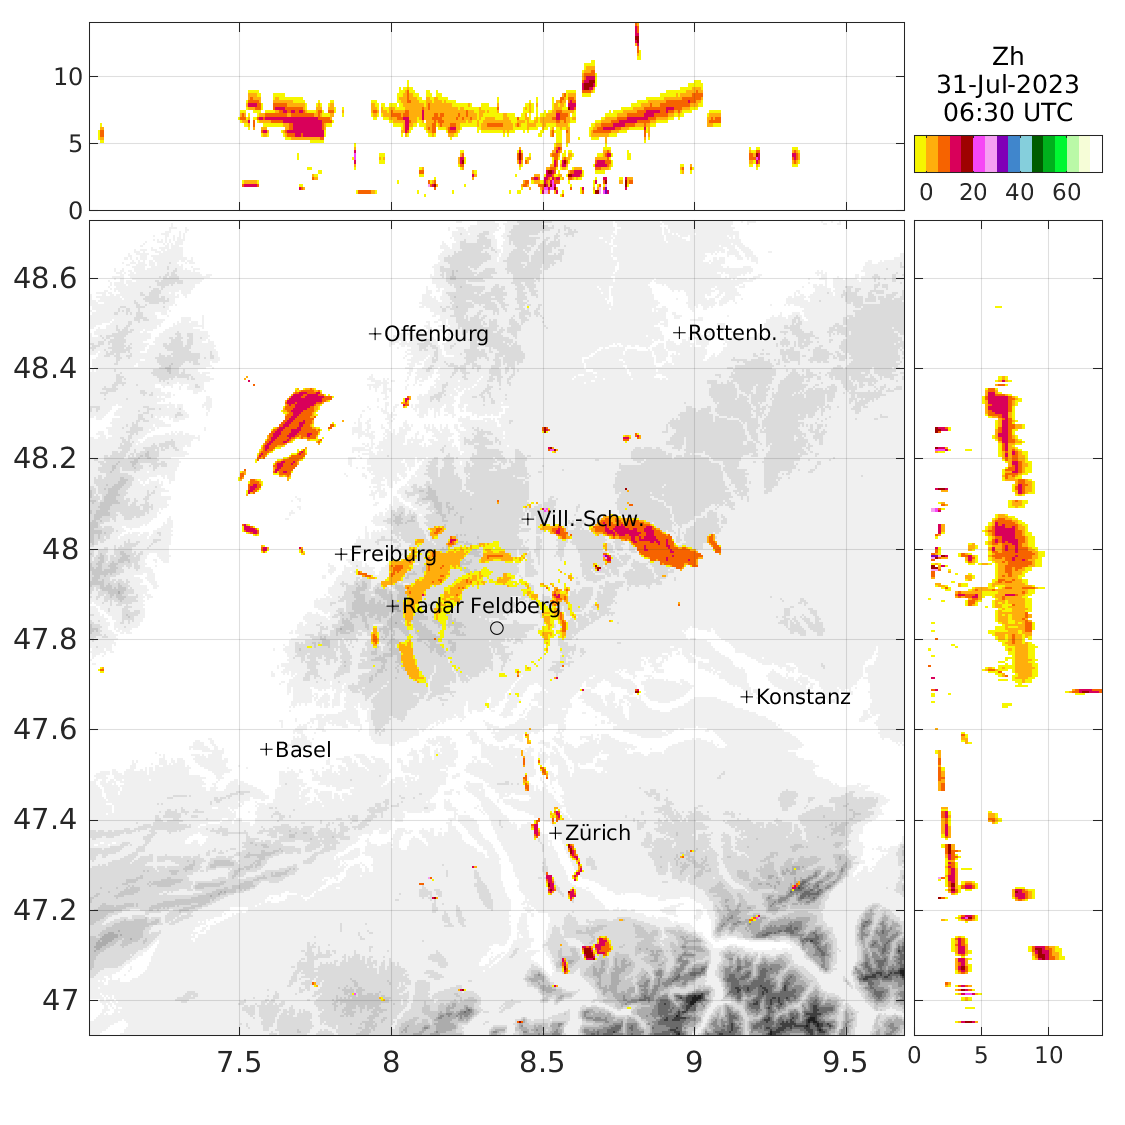 10
5
0
Zh
31-Jul-2023
06:30 UTC
0 20 40 60
48.6
48.4
48.2
48
47.8
47.6
47.4
47.2
47
+Offenburg
+Rottenb.
+Vill.-Schw.
+Freiburg
+Radar Feldberg
+Konstanz
+Basel
+Zürich
7.5 8 8.5 9 9.5
0 5 10